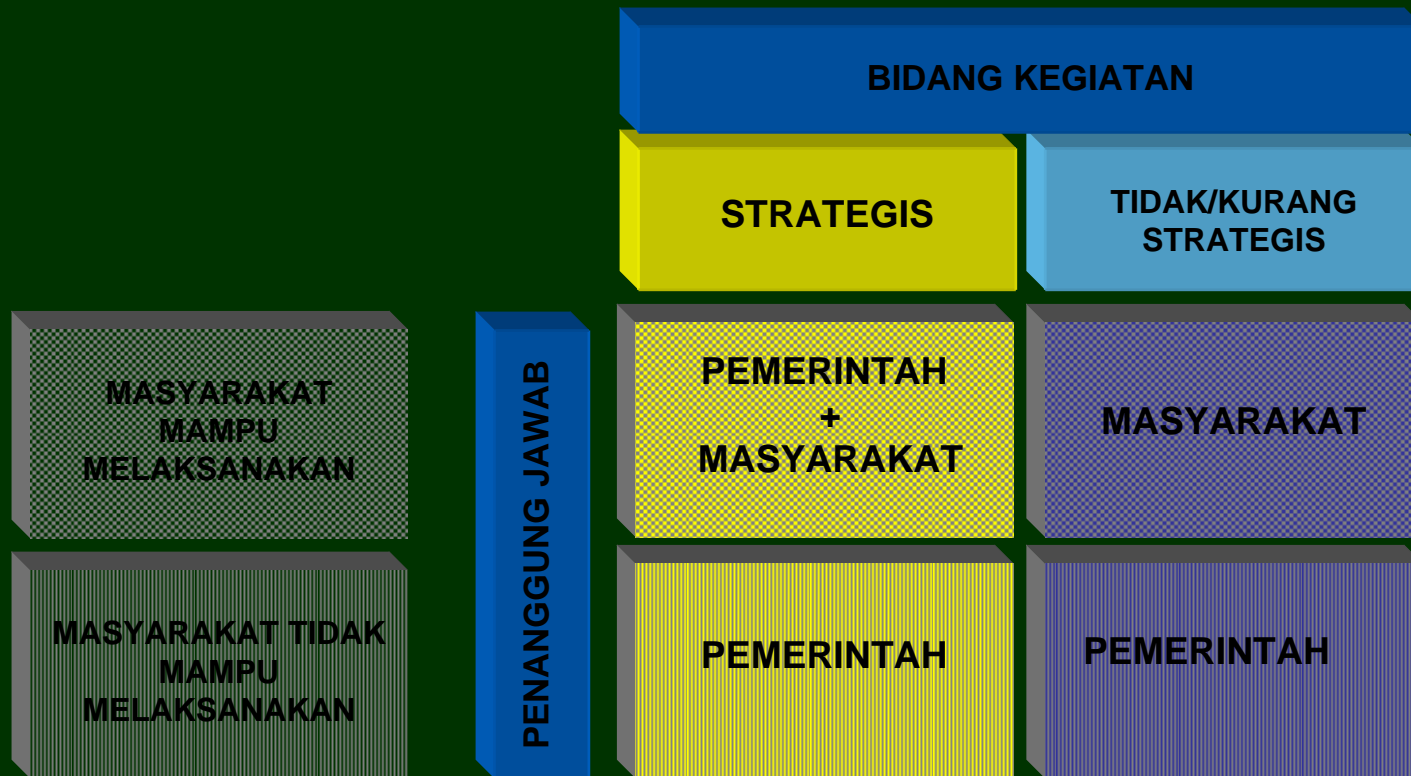 BIDANG KEGIATAN
STRATEGIS
TIDAK/KURANG
STRATEGIS
MASYARAKAT
MAMPU
MELAKSANAKAN
PENANGGUNG JAWAB
PEMERINTAH
+
MASYARAKAT
MASYARAKAT
MASYARAKAT TIDAK
MAMPU
MELAKSANAKAN
PEMERINTAH
PEMERINTAH